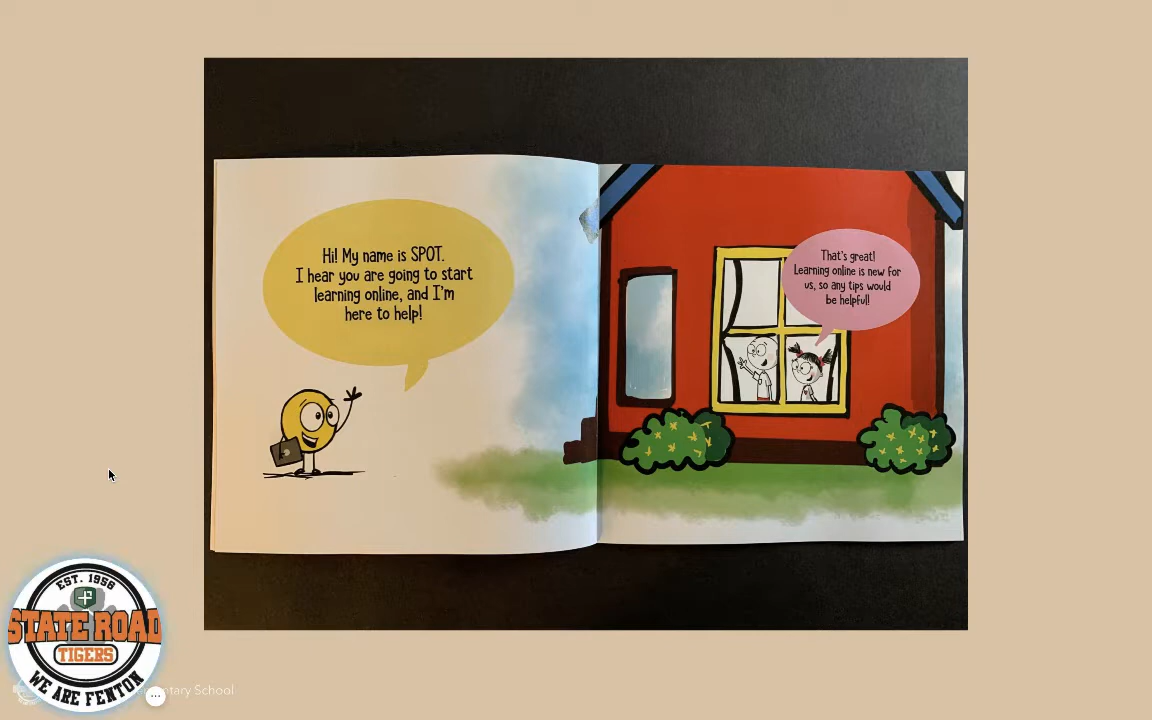 Hi! My name is SPOT.
I hear you are going to start
learning online, and I'm
here to help!
That's great!
Learning online is new for
us, so any tips would
be helpful!
EST. 1956
STATE ROAD
TIGERS
WE ARE FENTON
Elementary School